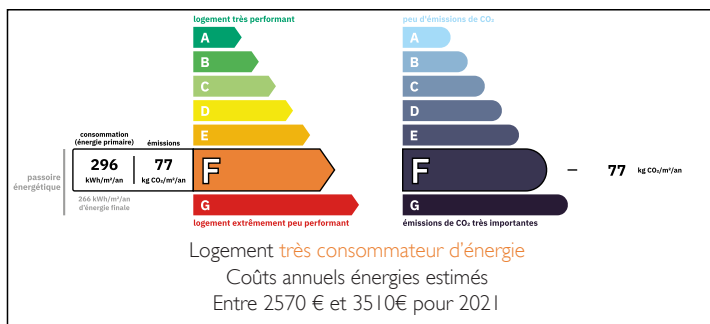 logement très performant
A
B
C
D
E
consommation
(énergie primaire)
émissions
296
kWh/m²/an
77
kg CO₂/m²/an
F
passoire
énergétique
266 kWh/m²/an
d'énergie finale
G
logement extrêmement peu performant
peu d'émissions de CO₂
A
B
C
D
E
F
77 kg CO₂/m²/an
G
émissions de CO₂ très importantes
Logement très consommateur d'énergie
Coûts annuels énergies estimés
Entre 2570 € et 3510€ pour 2021